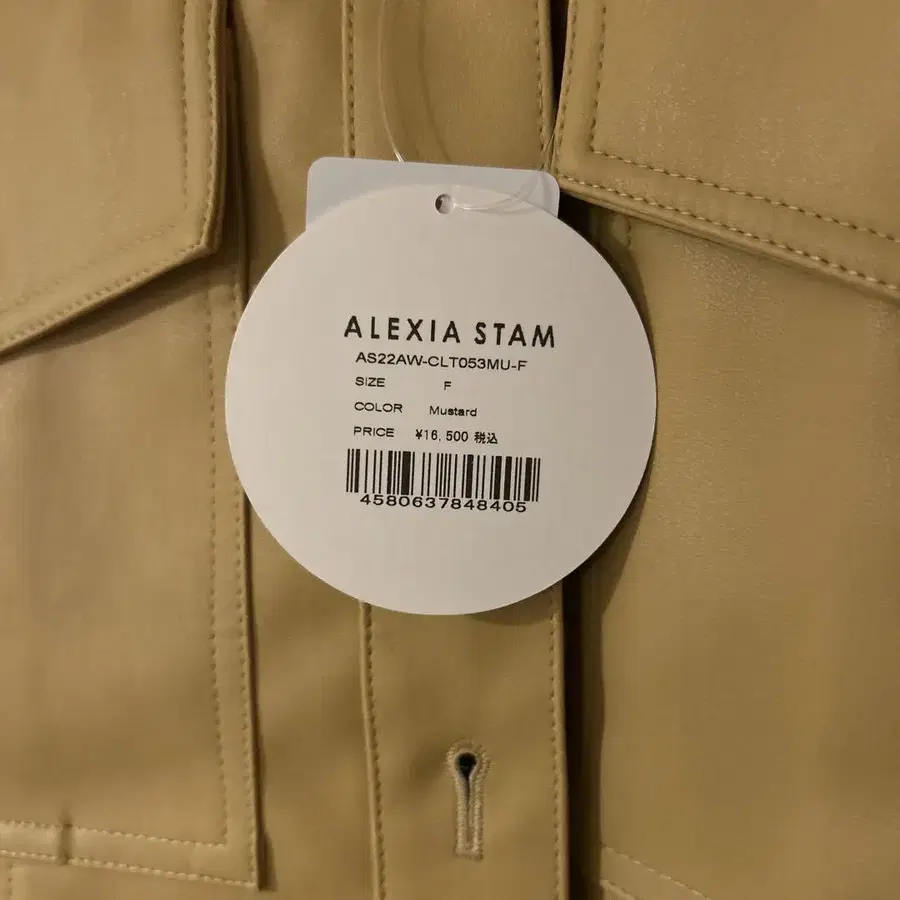 ALEXIA STAM
AS22AW-CLT053MU-F
SIZE F
COLOR Mustard
PRICE ¥16,500 税込
4580637848405